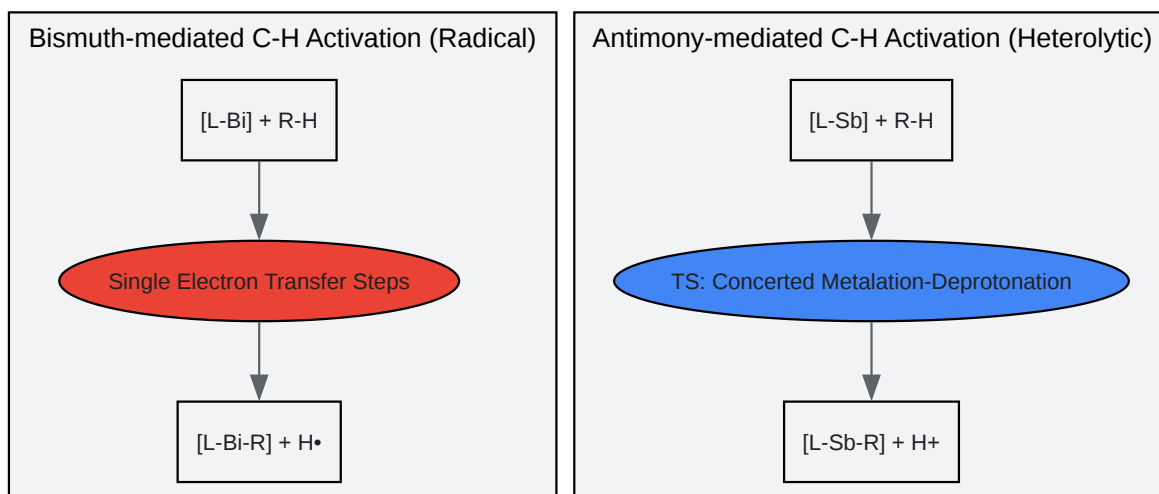 Bismuth-mediated C-H Activation (Radical)
[L-Bi] + R-H
Single Electron Transfer Steps
[L-Bi-R] + H•
Antimony-mediated C-H Activation (Heterolytic)
[L-Sb] + R-H
TS: Concerted Metalation-Deprotonation
[L-Sb-R] + H+